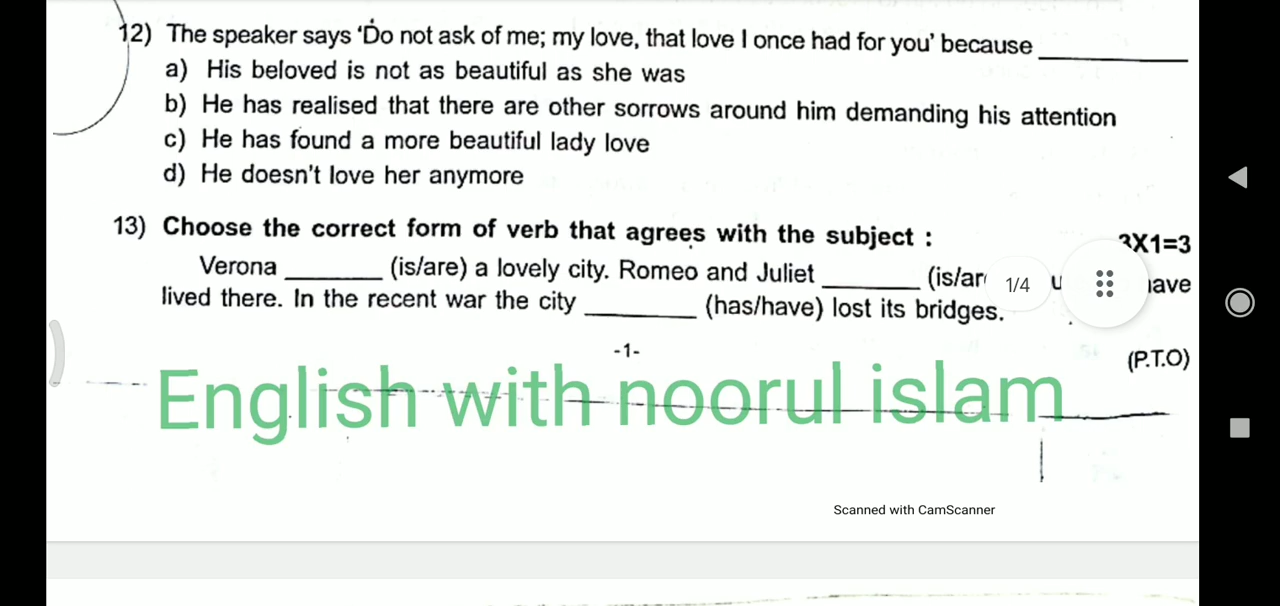 12) The speaker says 'Do not ask of me; my love, that love I once had for you' because ________
a) His beloved is not as beautiful as she was
b) He has realised that there are other sorrows around him demanding his attention
c) He has found a more beautiful lady love
d) He doesn't love her anymore
13) Choose the correct form of verb that agrees with the subject : 3X1=3
Verona ________ (is/are) a lovely city. Romeo and Juliet ________ (is/ar
lived there. In the recent war the city ________ (has/have) lost its bridges.
1/4
-1-
(P.T.O)
English with noorul islam
Scanned with CamScanner